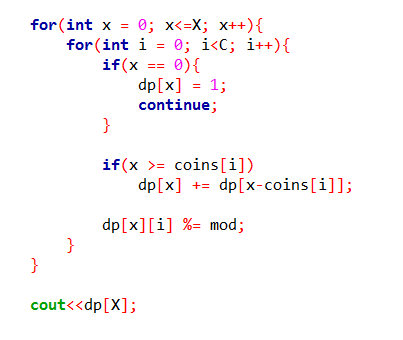 for(int x = 0; x<=X; x++){
    for(int i = 0; i<C; i++){
        if(x == 0){
            dp[x] = 1;
            continue;
        }

        if(x >= coins[i])
            dp[x] += dp[x-coins[i]];

        dp[x][i] %= mod;
    }
}

cout<<dp[X];